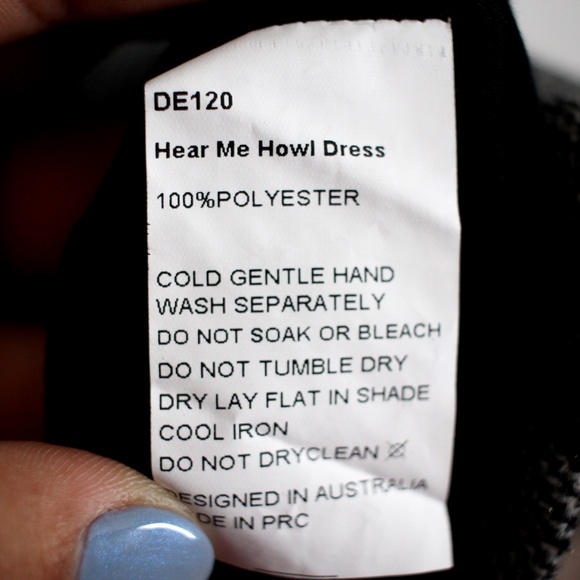 DE120
Hear Me Howl Dress
100%POLYESTER
COLD GENTLE HAND
WASH SEPARATELY
DO NOT SOAK OR BLEACH
DO NOT TUMBLE DRY
DRY LAY FLAT IN SHADE
COOL IRON
DO NOT DRYCLEAN
DESIGNED IN AUSTRALIA
DE IN PRC